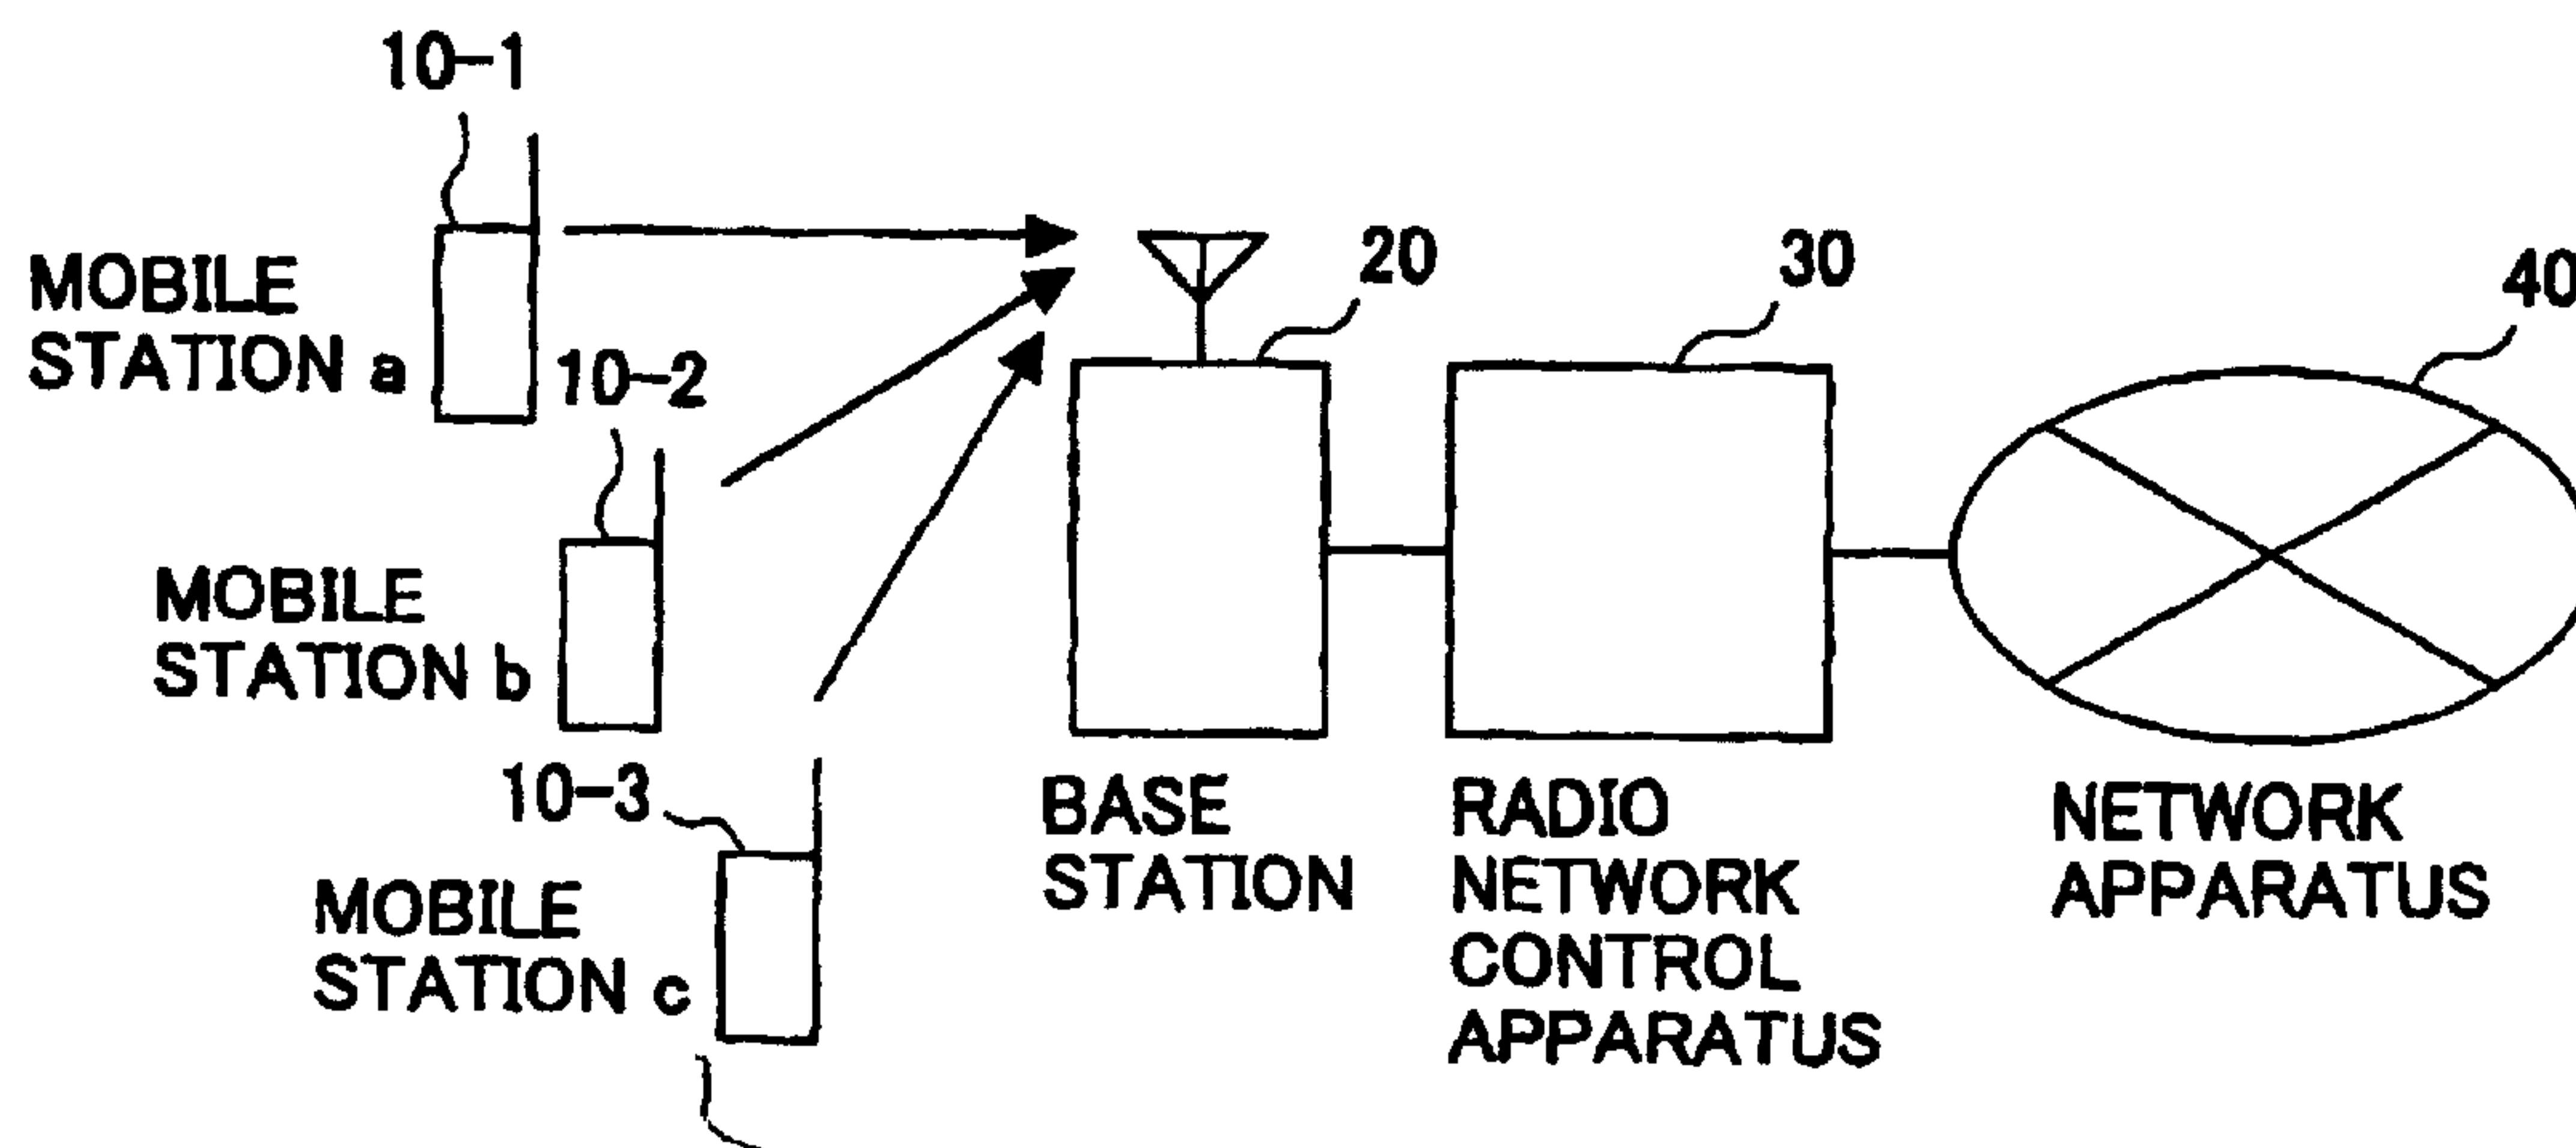 10-1
MOBILE
STATION a
10-2
MOBILE
STATION b
10-3
MOBILE
STATION c
20
BASE
STATION
30
RADIO
NETWORK
CONTROL
APPARATUS
40
NETWORK
APPARATUS